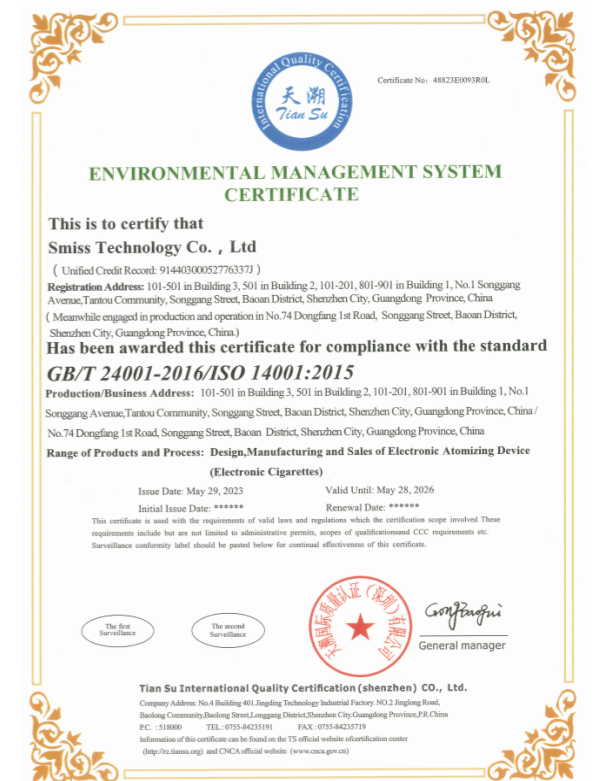 International Quality Certification
天溯
Tian Su
Certificate No: 48823E0093R0L
ENVIRONMENTAL MANAGEMENT SYSTEM
CERTIFICATE
This is to certify that
Smiss Technology Co. , Ltd
( Unified Credit Record: 91440300052776337J )
Registration Address: 101-501 in Building 3, 501 in Building 2, 101-201, 801-901 in Building 1, No.1 Songgang
Avenue,Tantou Community, Songgang Street, Baoan District, Shenzhen City, Guangdong Province, China
( Meanwhile engaged in production and operation in No.74 Dongfang 1st Road, Songgang Street, Baoan District,
Shenzhen City, Guangdong Province, China.)
Has been awarded this certificate for compliance with the standard
GB/T 24001-2016/ISO 14001:2015
Production/Business Address: 101-501 in Building 3, 501 in Building 2, 101-201, 801-901 in Building 1, No.1
Songgang Avenue,Tantou Community, Songgang Street, Baoan District, Shenzhen City, Guangdong Province, China /
No.74 Dongfang 1st Road, Songgang Street, Baoan District, Shenzhen City, Guangdong Province, China
Range of Products and Process: Design,Manufacturing and Sales of Electronic Atomizing Device
(Electronic Cigarettes)
Issue Date: May 29, 2023 Valid Until: May 28, 2026
Initial Issue Date: ****** Renewal Date: ******
This certificate is used with the requirements of valid laws and regulations which the certification scope involved These
requirements include but are not limited to administrative permits, scopes of qualificationsand CCC requirements etc.
Surveillance conformity label should be pasted below for continual effectiveness of this certificate.
The first
Surveillance
The second
Surveillance
天溯国际质量认证（深圳）有限公司
General manager
Tian Su International Quality Certification (shenzhen) CO., Ltd.
Company Address: No.4 Building 401.Jingding Technology Industrial Factory. NO.2 Jinglong Road,
Baolong Community,Baolong Street,Longgang District,Shenzhen City.Guangdong Province,P.R.China
P.C. : 518000 TEL : 0755-84235191 FAX : 0755-84235719
Information of this certificate can be found on the TS official website ofcertification center
(http://rz.tiansu.org) and CNCA official website (www.cnca.gov.cn)